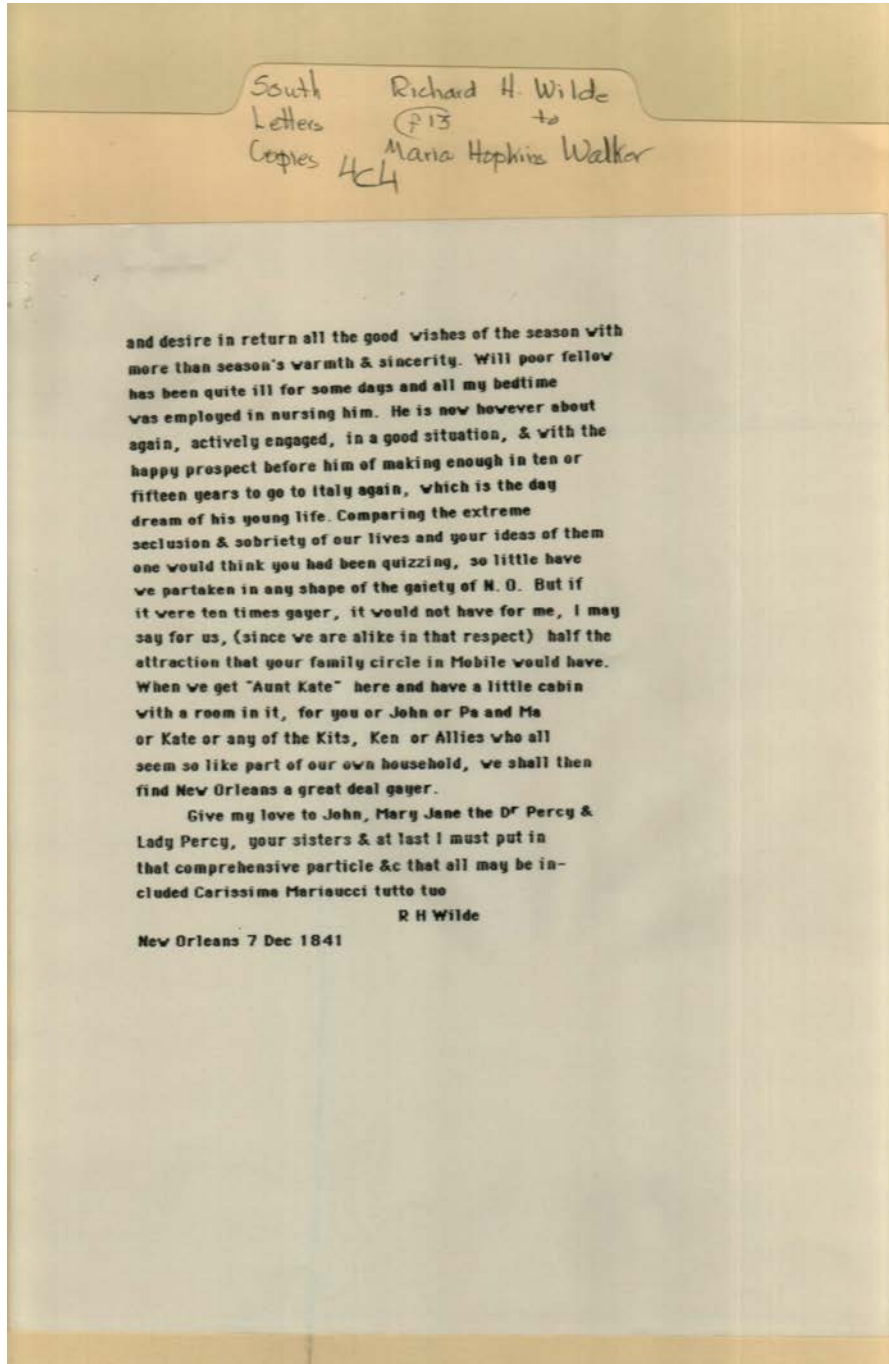 South Richard H. Wilde
Letters P 13 to
Copies Maria Hopkins Walker
4C4
and desire in return all the good wishes of the season with
more than season's warmth & sincerity. Will poor fellow
has been quite ill for some days and all my bedtime
was employed in nursing him. He is now however about
again, actively engaged, in a good situation, & with the
happy prospect before him of making enough in ten or
fifteen years to go to Italy again, which is the day
dream of his young life. Comparing the extreme
seclusion & sobriety of our lives and your ideas of them
one would think you had been quizzing, so little have
we partaken in any shape of the gaiety of N. O. But if
it were ten times gayer, it would not have for me, I may
say for us, (since we are alike in that respect) half the
attraction that your family circle in Mobile would have.
When we get "Aunt Kate" here and have a little cabin
with a room in it, for you or John or Pa and Ma
or Kate or any of the Kits, Ken or Allies who all
seem so like part of our own household, we shall then
find New Orleans a great deal gayer.
Give my love to John, Mary Jane the Dr Percy &
Lady Percy, your sisters & at last I must put in
that comprehensive particle &c that all may be in-
cluded Carissima Mariaucci tutto tuo
R H Wilde
New Orleans 7 Dec 1841